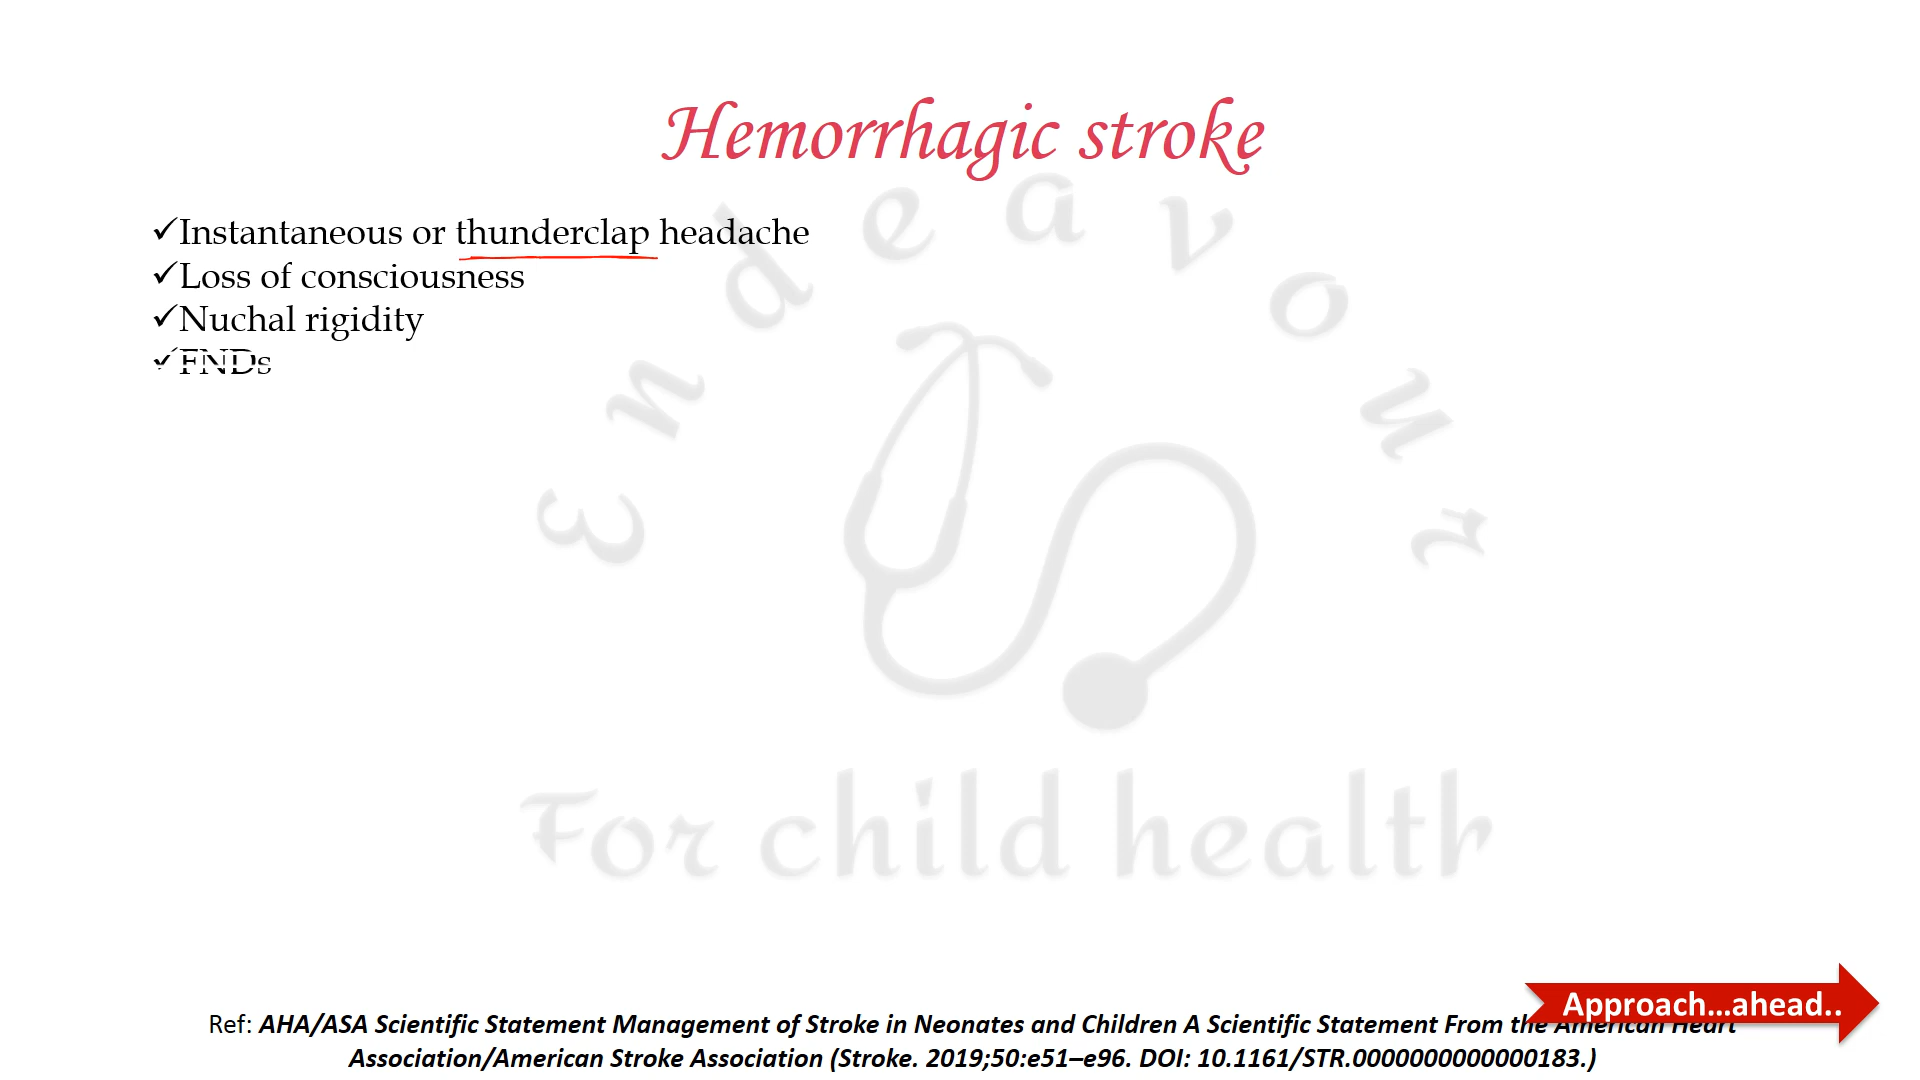 Hemorrhagic stroke
✓Instantaneous or thunderclap headache
✓Loss of consciousness
✓Nuchal rigidity
✓FNDs
Endeavour
For child health
Approach...ahead..
Ref: AHA/ASA Scientific Statement Management of Stroke in Neonates and Children A Scientific Statement From the American Heart
Association/American Stroke Association (Stroke. 2019;50:e51–e96. DOI: 10.1161/STR.0000000000000183.)